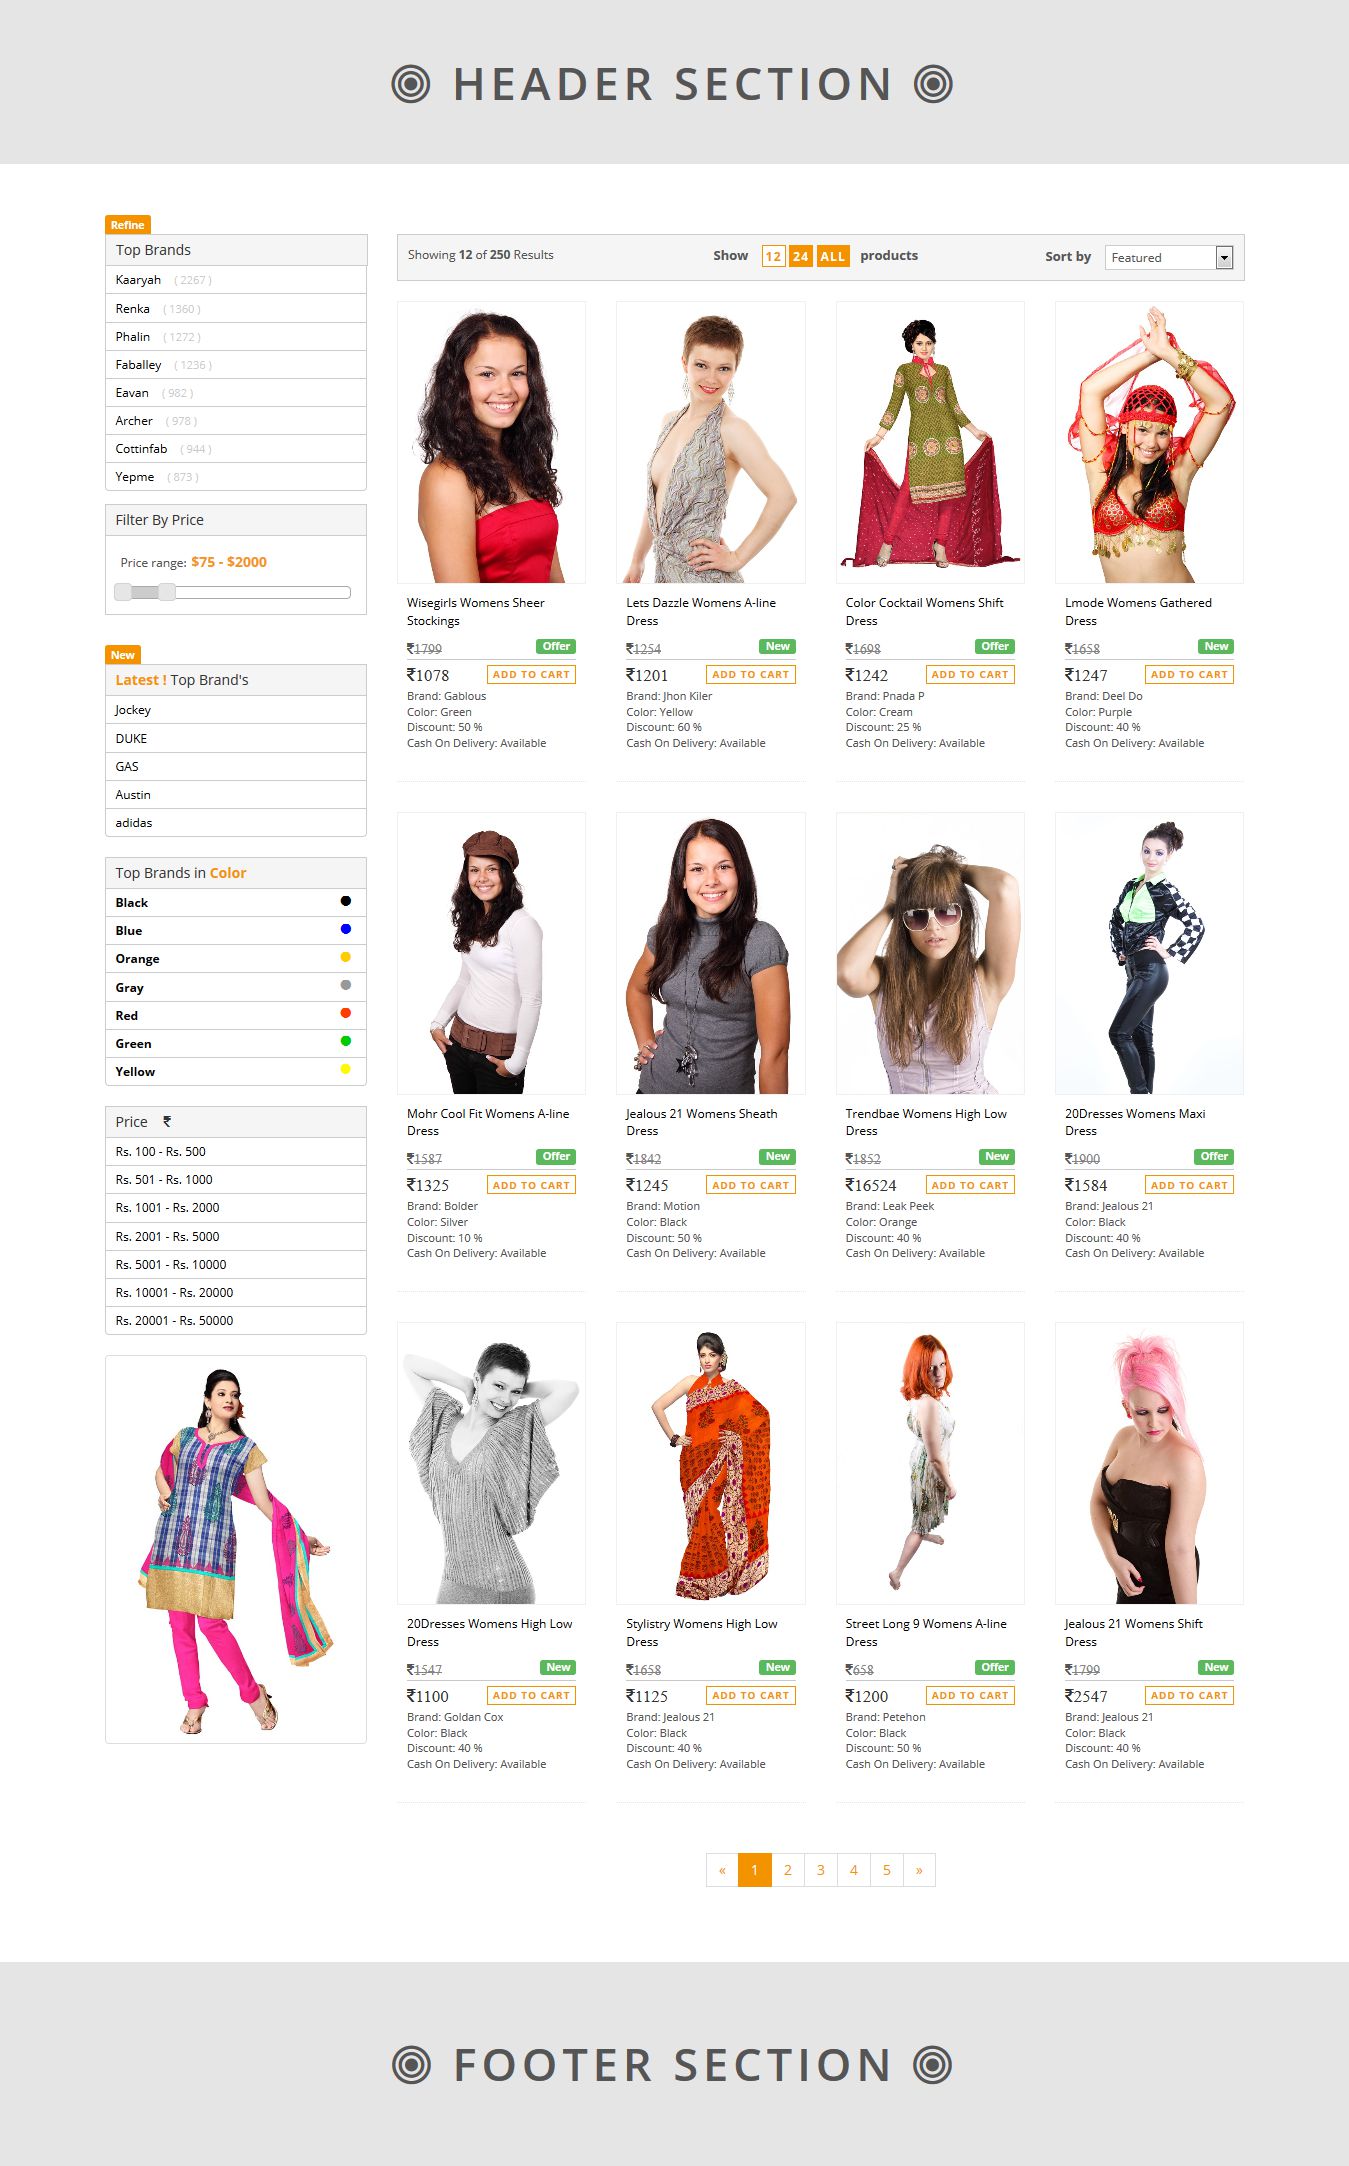 HEADER SECTION
Refine
Top Brands
Kaaryah ( 2267 )
Renka ( 1360 )
Phalin ( 1272 )
Faballey ( 1236 )
Eavan ( 982 )
Archer ( 978 )
Cottinfab ( 944 )
Yepme ( 873 )
Filter By Price
Price range: $75 - $2000
New
Latest ! Top Brand's
Jockey
DUKE
GAS
Austin
adidas
Top Brands in Color
Black
Blue
Orange
Gray
Red
Green
Yellow
Price ₹
Rs. 100 - Rs. 500
Rs. 501 - Rs. 1000
Rs. 1001 - Rs. 2000
Rs. 2001 - Rs. 5000
Rs. 5001 - Rs. 10000
Rs. 10001 - Rs. 20000
Rs. 20001 - Rs. 50000
Showing 12 of 250 Results Show 12 24 ALL products Sort by Featured
Wisegirls Womens Sheer
Stockings
₹1799 Offer
₹1078 ADD TO CART
Brand: Gablous
Color: Green
Discount: 50 %
Cash On Delivery: Available
Lets Dazzle Womens A-line
Dress
₹1254 New
₹1201 ADD TO CART
Brand: Jhon Kiler
Color: Yellow
Discount: 60 %
Cash On Delivery: Available
Color Cocktail Womens Shift
Dress
₹1698 Offer
₹1242 ADD TO CART
Brand: Pnada P
Color: Cream
Discount: 25 %
Cash On Delivery: Available
Lmode Womens Gathered
Dress
₹1658 New
₹1247 ADD TO CART
Brand: Deel Do
Color: Purple
Discount: 40 %
Cash On Delivery: Available
Mohr Cool Fit Womens A-line
Dress
₹1587 Offer
₹1325 ADD TO CART
Brand: Bolder
Color: Silver
Discount: 10 %
Cash On Delivery: Available
Jealous 21 Womens Sheath
Dress
₹1842 New
₹1245 ADD TO CART
Brand: Motion
Color: Black
Discount: 50 %
Cash On Delivery: Available
Trendbae Womens High Low
Dress
₹1852 New
₹16524 ADD TO CART
Brand: Leak Peek
Color: Orange
Discount: 40 %
Cash On Delivery: Available
20Dresses Womens Maxi
Dress
₹1900 Offer
₹1584 ADD TO CART
Brand: Jealous 21
Color: Black
Discount: 40 %
Cash On Delivery: Available
20Dresses Womens High Low
Dress
₹1547 New
₹1100 ADD TO CART
Brand: Goldan Cox
Color: Black
Discount: 40 %
Cash On Delivery: Available
Stylistry Womens High Low
Dress
₹1658 New
₹1125 ADD TO CART
Brand: Jealous 21
Color: Black
Discount: 40 %
Cash On Delivery: Available
Street Long 9 Womens A-line
Dress
₹658 Offer
₹1200 ADD TO CART
Brand: Petehon
Color: Black
Discount: 50 %
Cash On Delivery: Available
Jealous 21 Womens Shift
Dress
₹1799 New
₹2547 ADD TO CART
Brand: Jealous 21
Color: Black
Discount: 40 %
Cash On Delivery: Available
« 1 2 3 4 5 »
FOOTER SECTION